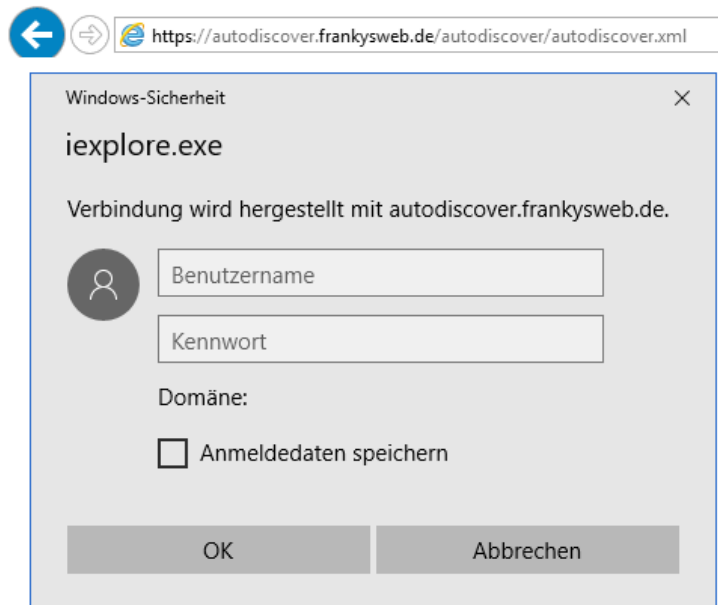 https://autodiscover.frankysweb.de/autodiscover/autodiscover.xml
Windows-Sicherheit
iexplore.exe
Verbindung wird hergestellt mit autodiscover.frankysweb.de.
Benutzername
Kennwort
Domäne:
Anmeldedaten speichern
OK Abbrechen